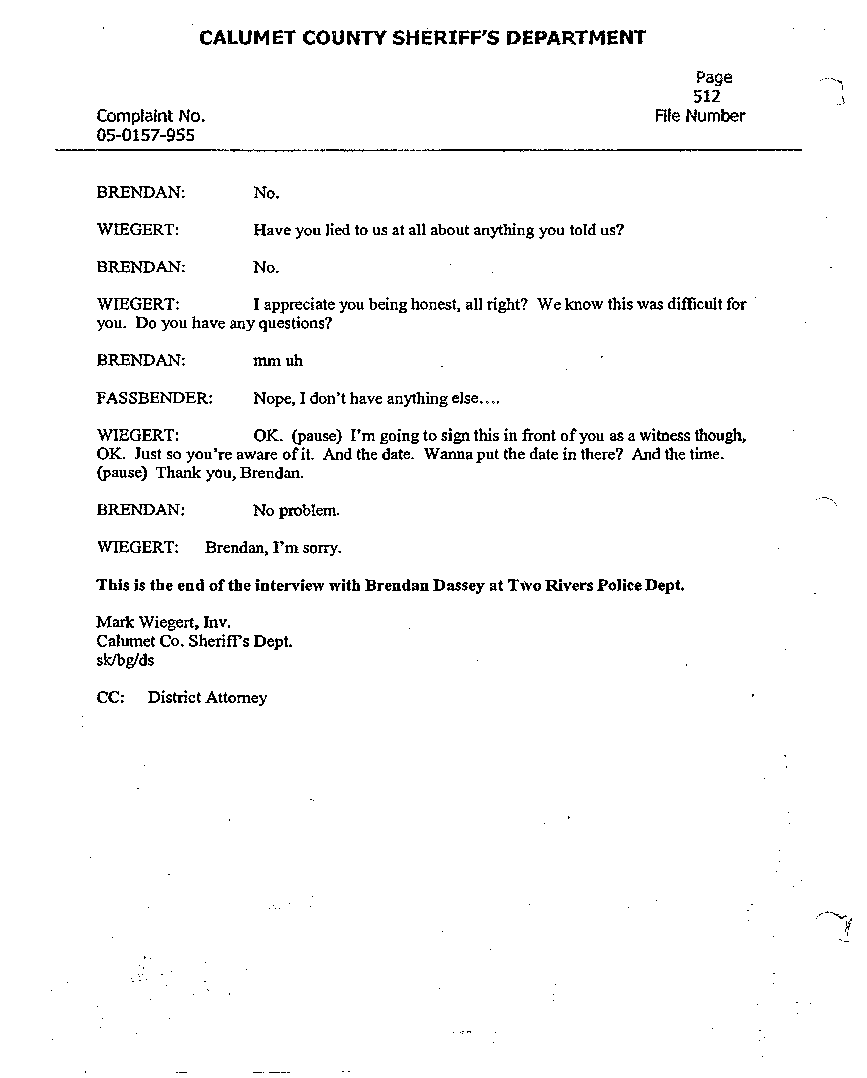 CALUMET COUNTY SHERIFF'S DEPARTMENT
Page
512
Complaint No. File Number
05-0157-955
BRENDAN: No.
WIEGERT: Have you lied to us at all about anything you told us?
BRENDAN: No.
WIEGERT: I appreciate you being honest, all right? We know this was difficult for
you. Do you have any questions?
BRENDAN: mm uh
FASSBENDER: Nope, I don't have anything else....
WIEGERT: OK. (pause) I'm going to sign this in front of you as a witness though,
OK. Just so you're aware of it. And the date. Wanna put the date in there? And the time.
(pause) Thank you, Brendan.
BRENDAN: No problem.
WIEGERT: Brendan, I'm sorry.
This is the end of the interview with Brendan Dassey at Two Rivers Police Dept.
Mark Wiegert, Inv.
Calumet Co. Sheriff's Dept.
sk/bg/ds
CC: District Attorney